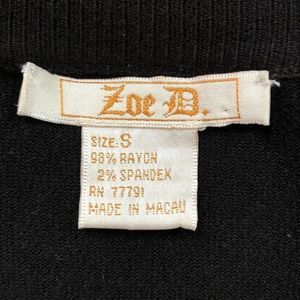 Zoe D.
SIZE: S
98% RAYON
2% SPANDEX
RN 77791
MADE IN MACAU